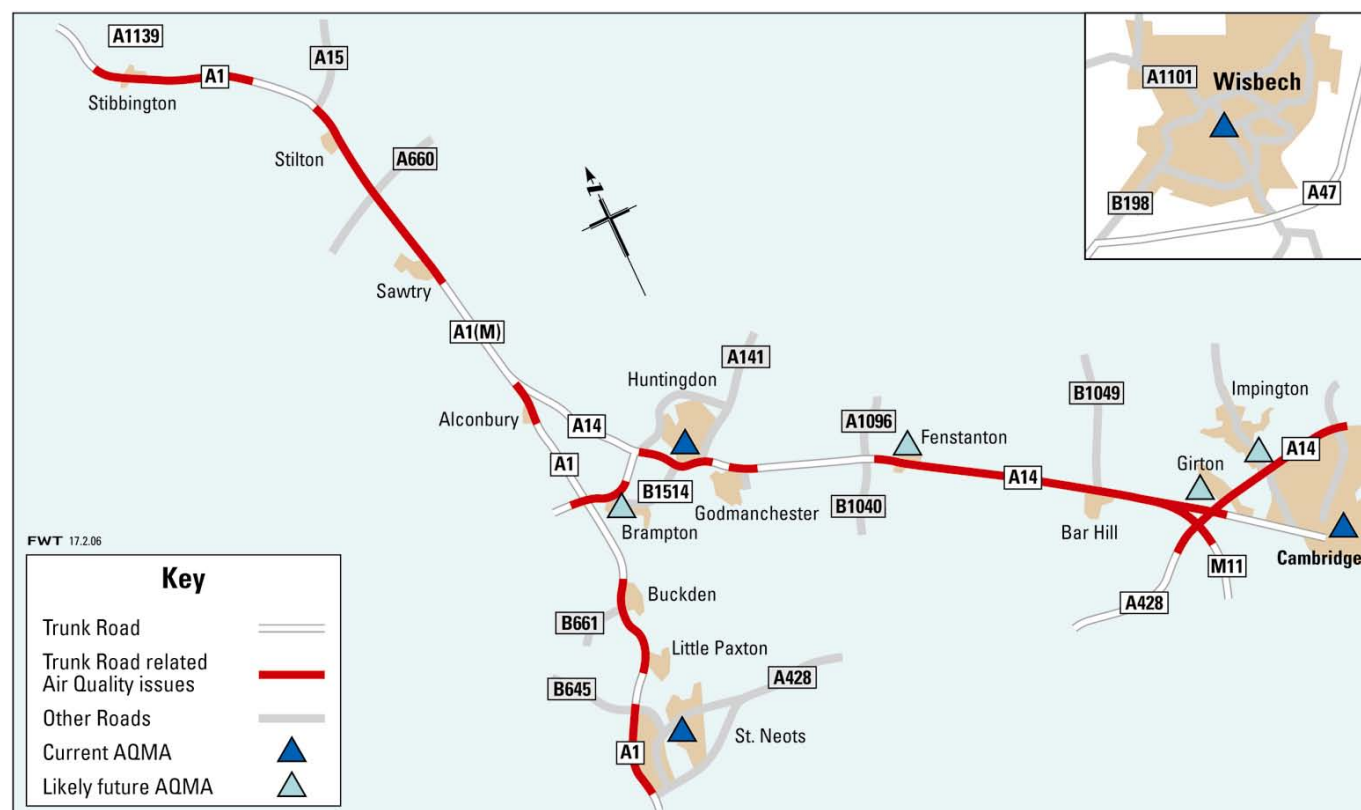 A1139
A1
A15
Stibbington
Stilton
A660
Sawtry
A1(M)
Alconbury
A14
A1
Huntingdon
A141
B1514
Brampton
Godmanchester
A1096
Fenstanton
B1040
A14
B1049
Bar Hill
Impington
Girton
A14
Cambridge
M11
A428
Buckden
B661
Little Paxton
B645
A428
St. Neots
A1
A1101
Wisbech
B198
A47
FWT 17.2.06
Key
Trunk Road
Trunk Road related
Air Quality issues
Other Roads
Current AQMA
Likely future AQMA